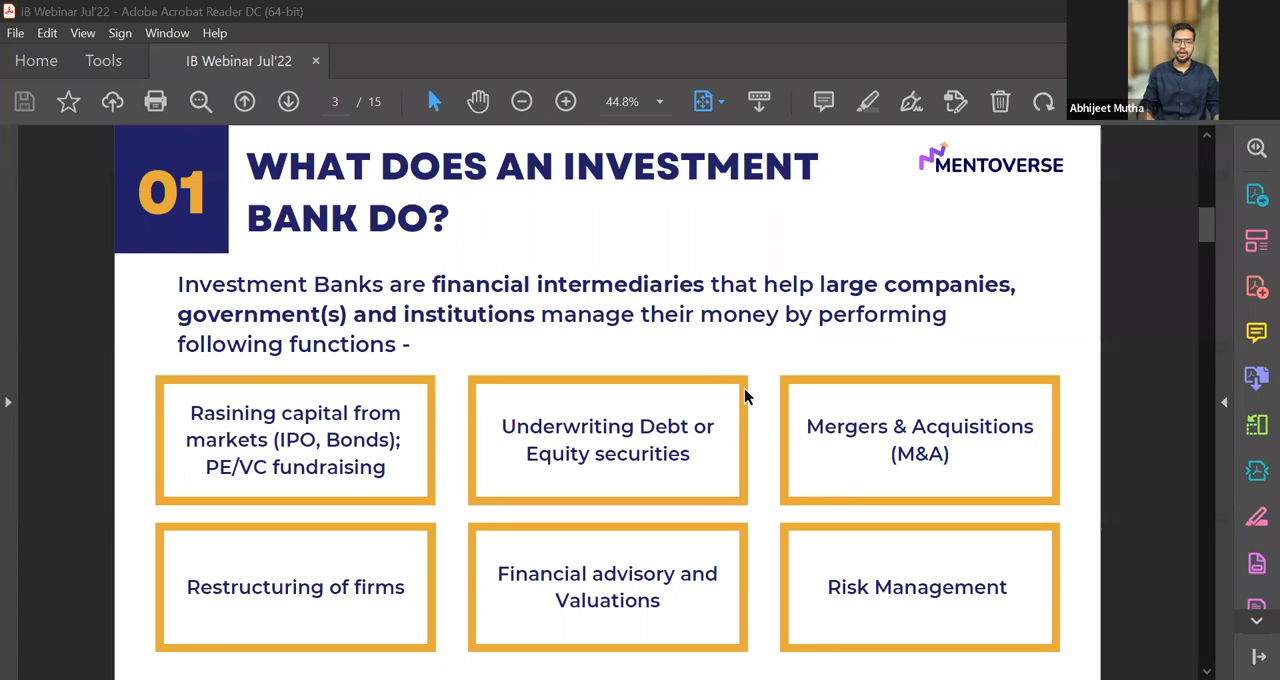 IB Webinar Jul'22 - Adobe Acrobat Reader DC (64-bit)
File Edit View Sign Window Help
Home Tools IB Webinar Jul'22 ×
3 / 15 44.8%
Abhijeet Mutha
01
WHAT DOES AN INVESTMENT
BANK DO?
MENTOVERSE
Investment Banks are financial intermediaries that help large companies,
government(s) and institutions manage their money by performing
following functions -
Rasining capital from
markets (IPO, Bonds);
PE/VC fundraising
Underwriting Debt or
Equity securities
Mergers & Acquisitions
(M&A)
Restructuring of firms
Financial advisory and
Valuations
Risk Management